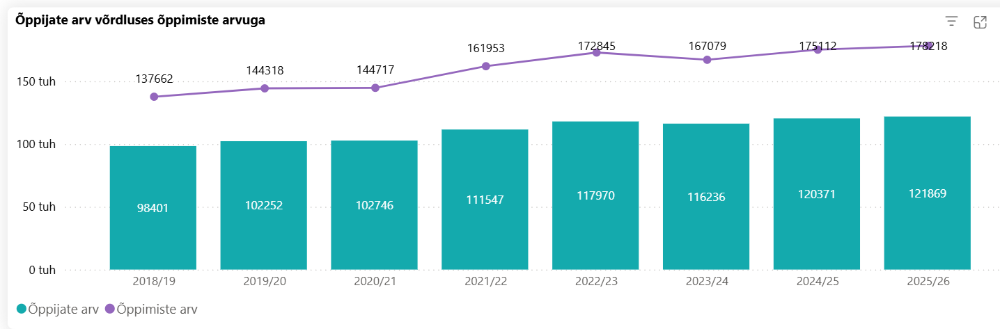 Õppijate arv võrdluses õppimiste arvuga
137662 144318 144717 161953 172845 167079 175112 178218
150 tuh
100 tuh
98401 102252 102746 111547 117970 116236 120371 121869
50 tuh
0 tuh
2018/19 2019/20 2020/21 2021/22 2022/23 2023/24 2024/25 2025/26
Õppijate arv Õppimiste arv